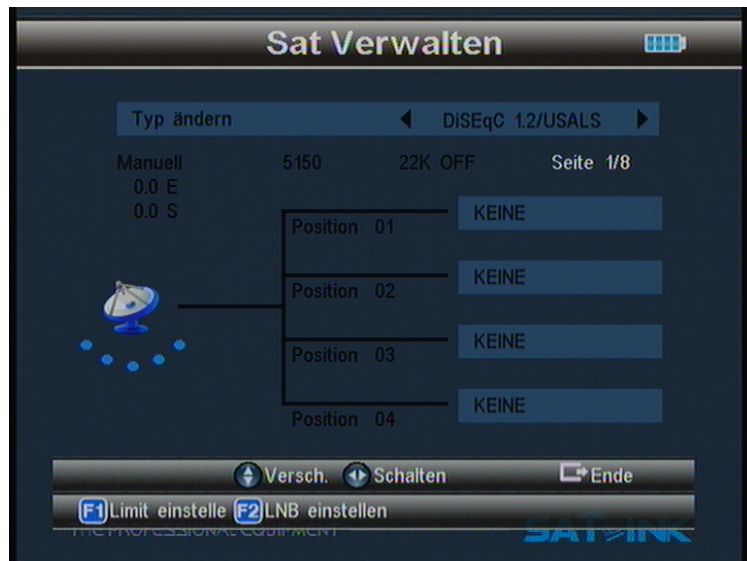 Sat Verwalten
Typ ändern DiSEqC 1.2/USALS
Manuell 5150 22K OFF Seite 1/8
0.0 E
0.0 S
Position 01 KEINE
Position 02 KEINE
Position 03 KEINE
Position 04 KEINE
Versch. Schalten Ende
F1 Limit einstelle F2 LNB einstellen
THE PROFESSIONAL EQUIPMENT SATLINK